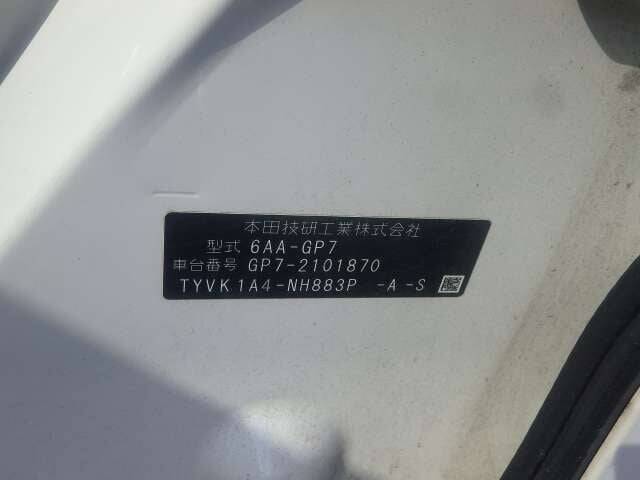 本田技研工業株式会社
型式 6AA-GP7
車台番号 GP7-2101870
TYVK1A4-NH883P -A-S